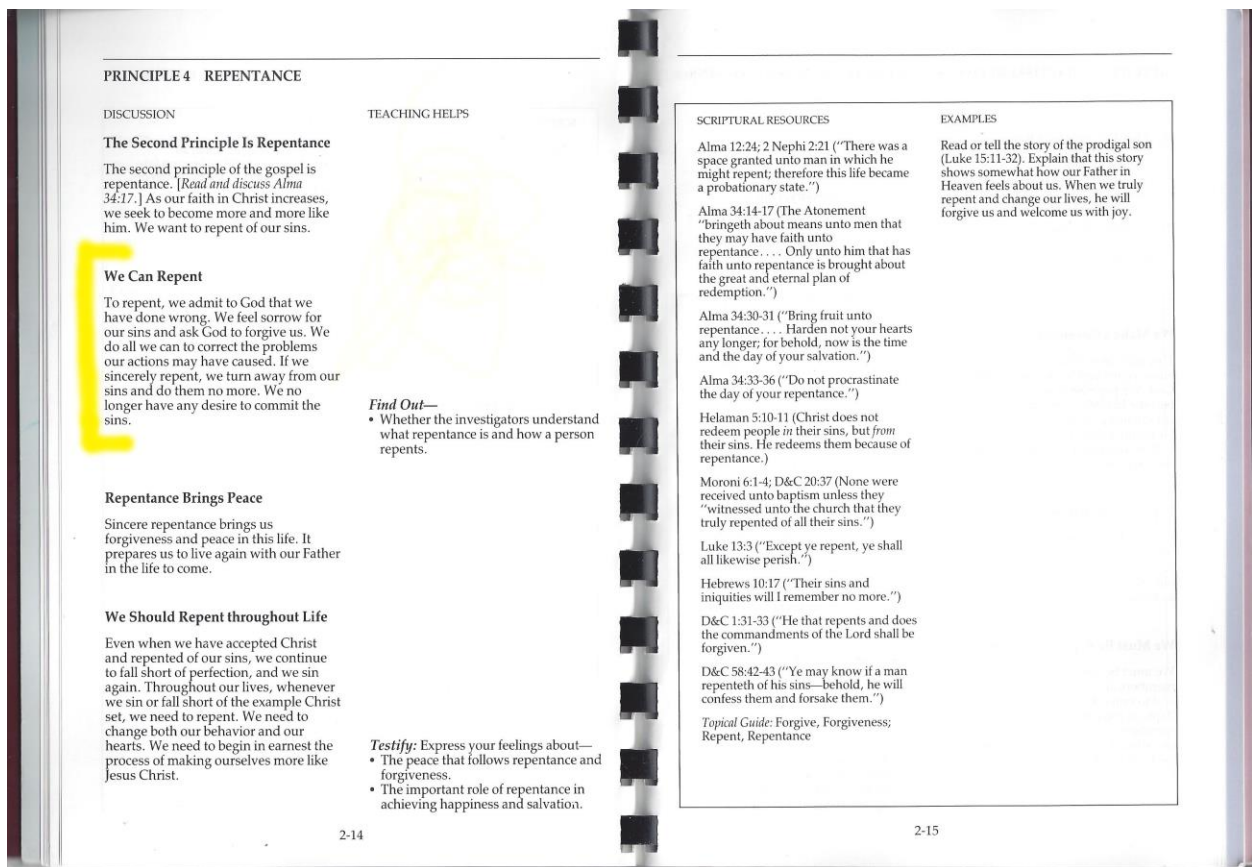 PRINCIPLE 4 REPENTANCE
DISCUSSION
The Second Principle Is Repentance
The second principle of the gospel is
repentance. [Read and discuss Alma
34:17.] As our faith in Christ increases,
we seek to become more and more like
him. We want to repent of our sins.
We Can Repent
To repent, we admit to God that we
have done wrong. We feel sorrow for
our sins and ask God to forgive us. We
do all we can to correct the problems
our actions may have caused. If we
sincerely repent, we turn away from our
sins and do them no more. We no
longer have any desire to commit the
sins.
Repentance Brings Peace
Sincere repentance brings us
forgiveness and peace in this life. It
prepares us to live again with our Father
in the life to come.
We Should Repent throughout Life
Even when we have accepted Christ
and repented of our sins, we continue
to fall short of perfection, and we sin
again. Throughout our lives, whenever
we sin or fall short of the example Christ
set, we need to repent. We need to
change both our behavior and our
hearts. We need to begin in earnest the
process of making ourselves more like
Jesus Christ.
TEACHING HELPS
Find Out—
• Whether the investigators understand
what repentance is and how a person
repents.
Testify: Express your feelings about—
• The peace that follows repentance and
forgiveness.
• The important role of repentance in
achieving happiness and salvation.
2-14
SCRIPTURAL RESOURCES
Alma 12:24; 2 Nephi 2:21 ("There was a
space granted unto man in which he
might repent; therefore this life became
a probationary state.")
Alma 34:14-17 (The Atonement
"bringeth about means unto men that
they may have faith unto
repentance. . . . Only unto him that has
faith unto repentance is brought about
the great and eternal plan of
redemption.")
Alma 34:30-31 ("Bring fruit unto
repentance. . . . Harden not your hearts
any longer; for behold, now is the time
and the day of your salvation.")
Alma 34:33-36 ("Do not procrastinate
the day of your repentance.")
Helaman 5:10-11 (Christ does not
redeem people in their sins, but from
their sins. He redeems them because of
repentance.)
Moroni 6:1-4; D&C 20:37 (None were
received unto baptism unless they
"witnessed unto the church that they
truly repented of all their sins.")
Luke 13:3 ("Except ye repent, ye shall
all likewise perish.")
Hebrews 10:17 ("Their sins and
iniquities will I remember no more.")
D&C 1:31-33 ("He that repents and does
the commandments of the Lord shall be
forgiven.")
D&C 58:42-43 ("Ye may know if a man
repenteth of his sins—behold, he will
confess them and forsake them.")
Topical Guide: Forgive, Forgiveness;
Repent, Repentance
EXAMPLES
Read or tell the story of the prodigal son
(Luke 15:11-32). Explain that this story
shows somewhat how our Father in
Heaven feels about us. When we truly
repent and change our lives, he will
forgive us and welcome us with joy.
2-15